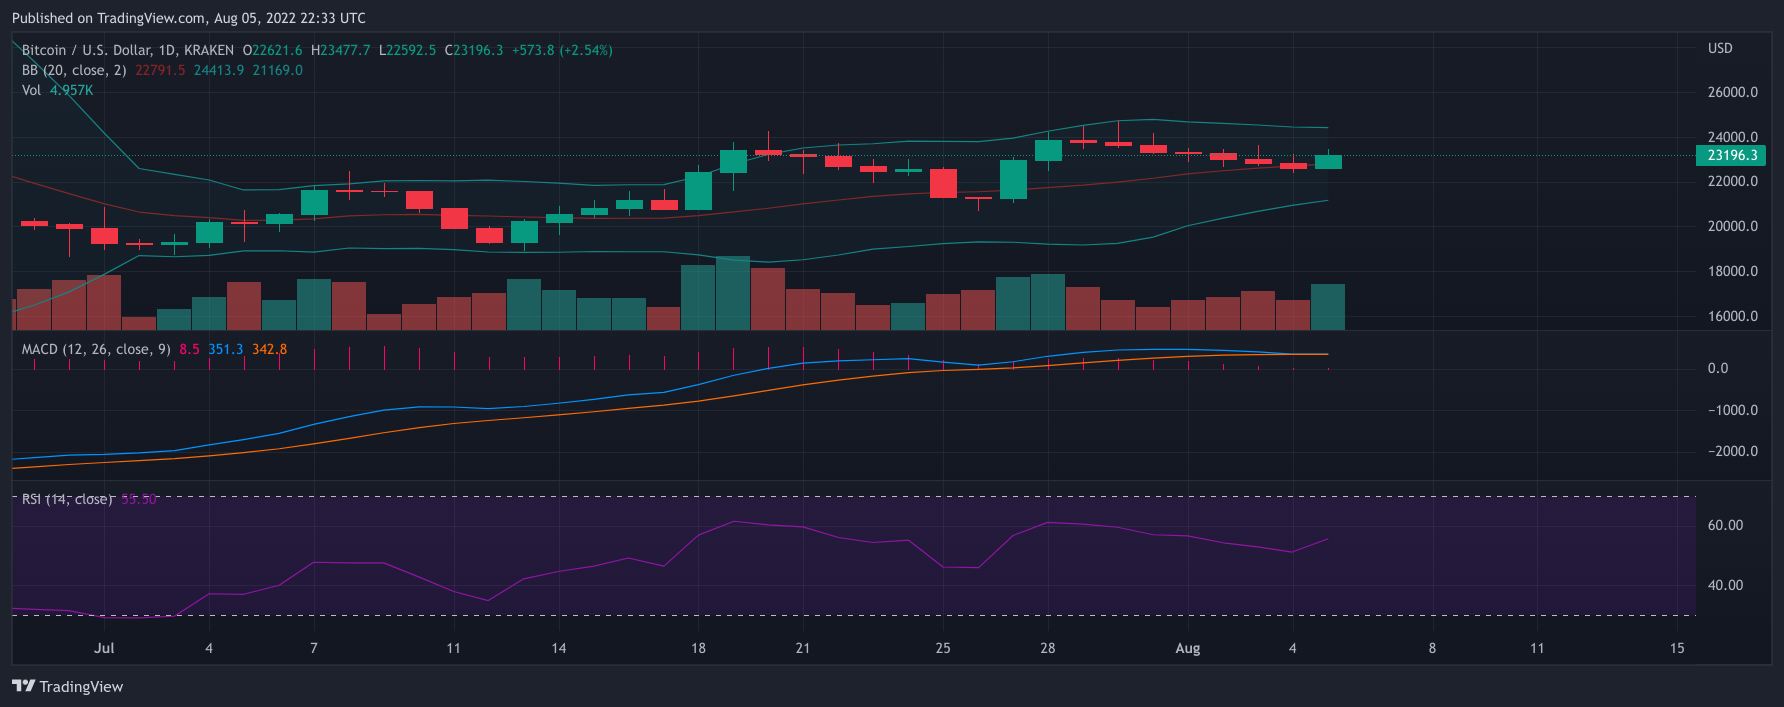 Published on TradingView.com, Aug 05, 2022 22:33 UTC
Bitcoin / U.S. Dollar, 1D, KRAKEN O22621.6 H23477.7 L22592.5 C23196.3 +573.8 (+2.54%)
BB (20, close, 2) 22791.5 24413.9 21169.0
Vol 4.957K
USD
26000.0
24000.0
23196.3
22000.0
20000.0
18000.0
16000.0
MACD (12, 26, close, 9) 8.5 351.3 342.8
0.0
−1000.0
−2000.0
RSI (14, close) 55.50
60.00
40.00
Jul 4 7 11 14 18 21 25 28 Aug 4 8 11 15
TradingView